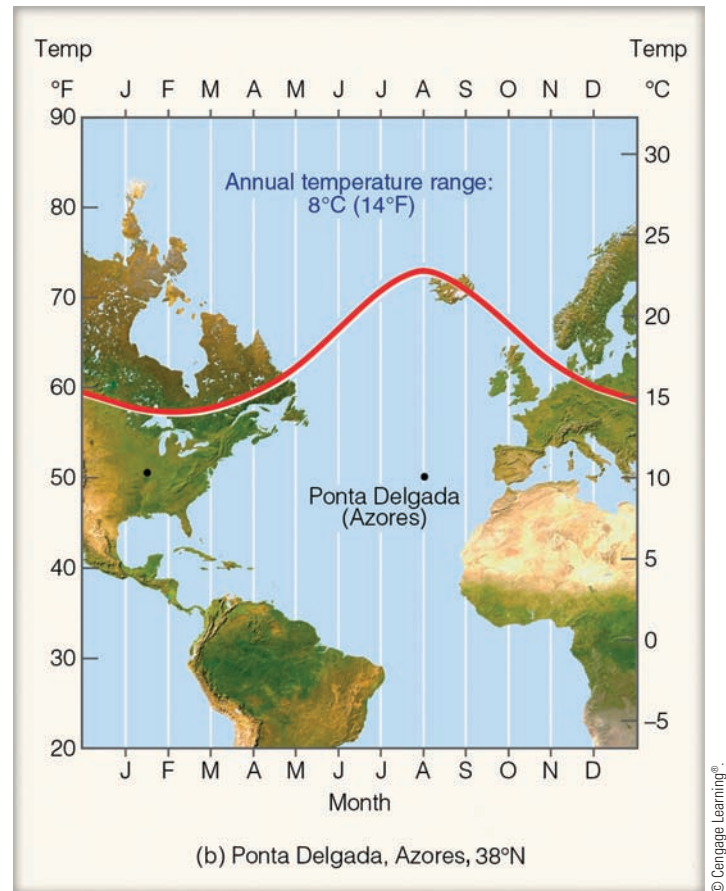 Temp Temp
°F J F M A M J J A S O N D °C
90
30
Annual temperature range:
8°C (14°F)
80
25
70
20
60
15
50
10
Ponta Delgada
(Azores)
40
5
0
30
–5
20
J F M A M J J A S O N D
Month
(b) Ponta Delgada, Azores, 38°N
© Cengage Learning®.